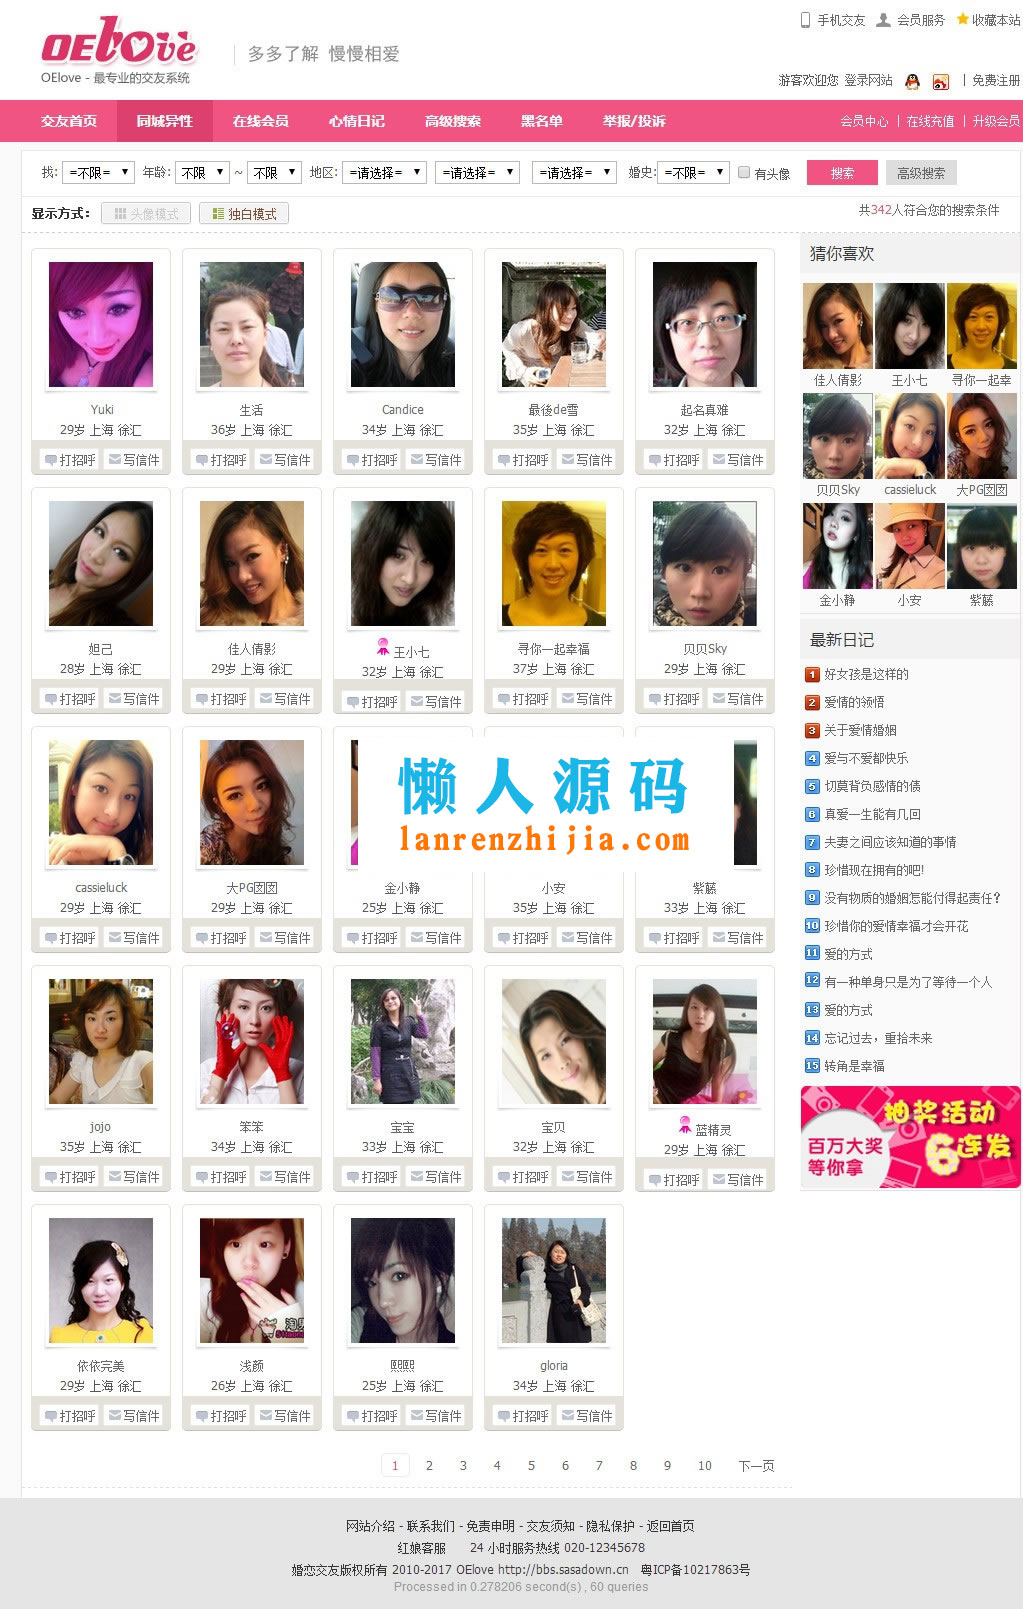 手机交友 会员服务 收藏本站
OElove
OElove - 最专业的交友系统
多多了解 慢慢相爱
游客欢迎您 登录网站 | 免费注册
交友首页 同城异性 在线会员 心情日记 高级搜索 黑名单 举报/投诉 会员中心 | 在线充值 | 升级会员
找: =不限= 年龄: 不限 ~ 不限 地区: =请选择= =请选择= =请选择= 婚史: =不限= 有头像 搜索 高级搜索
显示方式: 头像模式 独白模式 共342人符合您的搜索条件
Yuki 生活 Candice 最後de雪 起名真难
29岁 上海 徐汇 36岁 上海 徐汇 34岁 上海 徐汇 35岁 上海 徐汇 32岁 上海 徐汇
打招呼 写信件 打招呼 写信件 打招呼 写信件 打招呼 写信件 打招呼 写信件
妲己 佳人倩影 王小七 寻你一起幸福 贝贝Sky
28岁 上海 徐汇 29岁 上海 徐汇 32岁 上海 徐汇 37岁 上海 徐汇 29岁 上海 徐汇
打招呼 写信件 打招呼 写信件 打招呼 写信件 打招呼 写信件 打招呼 写信件
懒人源码
lanrenzhijia.com
cassieluck 大PG囡囡 金小静 小安 紫藤
29岁 上海 徐汇 29岁 上海 徐汇 25岁 上海 徐汇 35岁 上海 徐汇 33岁 上海 徐汇
打招呼 写信件 打招呼 写信件 打招呼 写信件 打招呼 写信件 打招呼 写信件
jojo 笨笨 宝宝 宝贝 蓝精灵
35岁 上海 徐汇 34岁 上海 徐汇 33岁 上海 徐汇 32岁 上海 徐汇 29岁 上海 徐汇
打招呼 写信件 打招呼 写信件 打招呼 写信件 打招呼 写信件 打招呼 写信件
依依完美 浅颜 熙熙 gloria
29岁 上海 徐汇 26岁 上海 徐汇 25岁 上海 徐汇 34岁 上海 徐汇
打招呼 写信件 打招呼 写信件 打招呼 写信件 打招呼 写信件
1 2 3 4 5 6 7 8 9 10 下一页
猜你喜欢
佳人倩影 王小七 寻你一起幸
贝贝Sky cassieluck 大PG囡囡
金小静 小安 紫藤
最新日记
1 好女孩是这样的
2 爱情的领悟
3 关于爱情婚姻
4 爱与不爱都快乐
5 切莫背负感情的债
6 真爱一生能有几回
7 夫妻之间应该知道的事情
8 珍惜现在拥有的吧!
9 没有物质的婚姻怎能付得起责任?
10 珍惜你的爱情幸福才会开花
11 爱的方式
12 有一种单身只是为了等待一个人
13 爱的方式
14 忘记过去，重拾未来
15 转角是幸福
抽奖活动
百万大奖 6连发
等你拿
网站介绍 - 联系我们 - 免责申明 - 交友须知 - 隐私保护 - 返回首页
红娘客服 24 小时服务热线 020-12345678
婚恋交友版权所有 2010-2017 OElove http://bbs.sasadown.cn 粤ICP备10217863号
Processed in 0.278206 second(s) , 60 queries